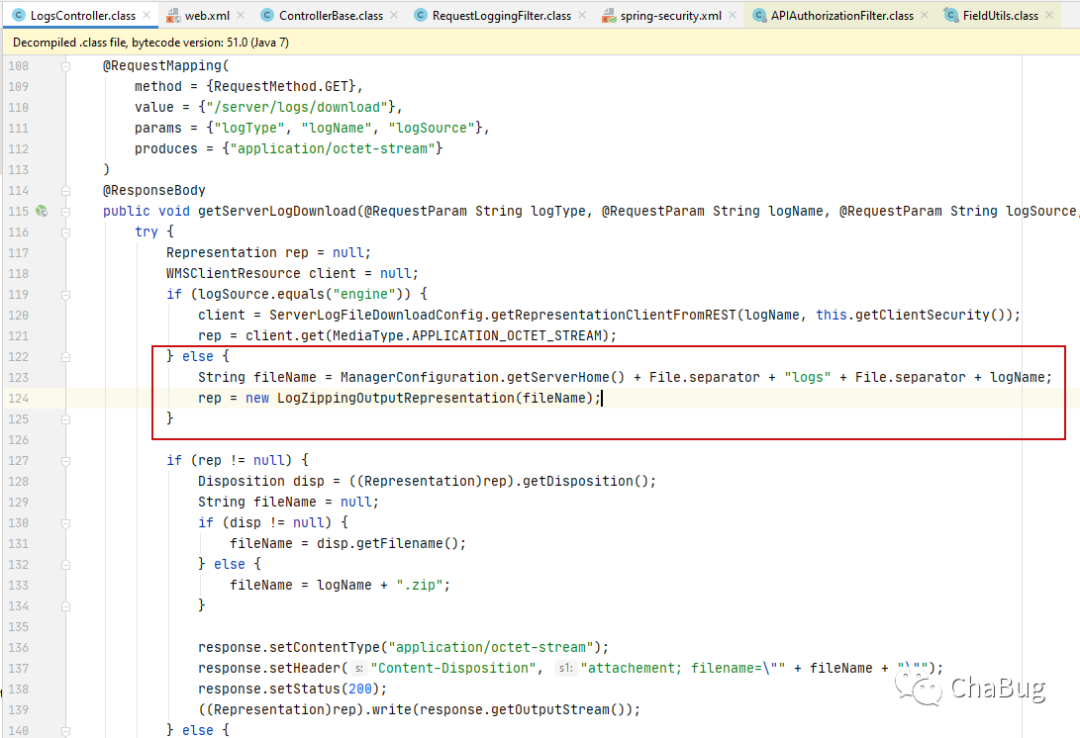 LogsController.class web.xml ControllerBase.class RequestLoggingFilter.class spring-security.xml APIAuthorizationFilter.class FieldUtils.class
Decompiled .class file, bytecode version: 51.0 (Java 7)
108 @RequestMapping(
109 method = {RequestMethod.GET},
110 value = {"/server/logs/download"},
111 params = {"logType", "logName", "logSource"},
112 produces = {"application/octet-stream"}
113 )
114 @ResponseBody
115 public void getServerLogDownload(@RequestParam String logType, @RequestParam String logName, @RequestParam String logSource,
116 try {
117 Representation rep = null;
118 WMSClientResource client = null;
119 if (logSource.equals("engine")) {
120 client = ServerLogFileDownloadConfig.getRepresentationClientFromREST(logName, this.getClientSecurity());
121 rep = client.get(MediaType.APPLICATION_OCTET_STREAM);
122 } else {
123 String fileName = ManagerConfiguration.getServerHome() + File.separator + "logs" + File.separator + logName;
124 rep = new LogZippingOutputRepresentation(fileName);
125 }
126
127 if (rep != null) {
128 Disposition disp = ((Representation)rep).getDisposition();
129 String fileName = null;
130 if (disp != null) {
131 fileName = disp.getFilename();
132 } else {
133 fileName = logName + ".zip";
134 }
135
136 response.setContentType("application/octet-stream");
137 response.setHeader( s: "Content-Disposition", s1: "attachement; filename=\"" + fileName + "\"");
138 response.setStatus(200);
139 ((Representation)rep).write(response.getOutputStream());
140 } else {
ChaBug